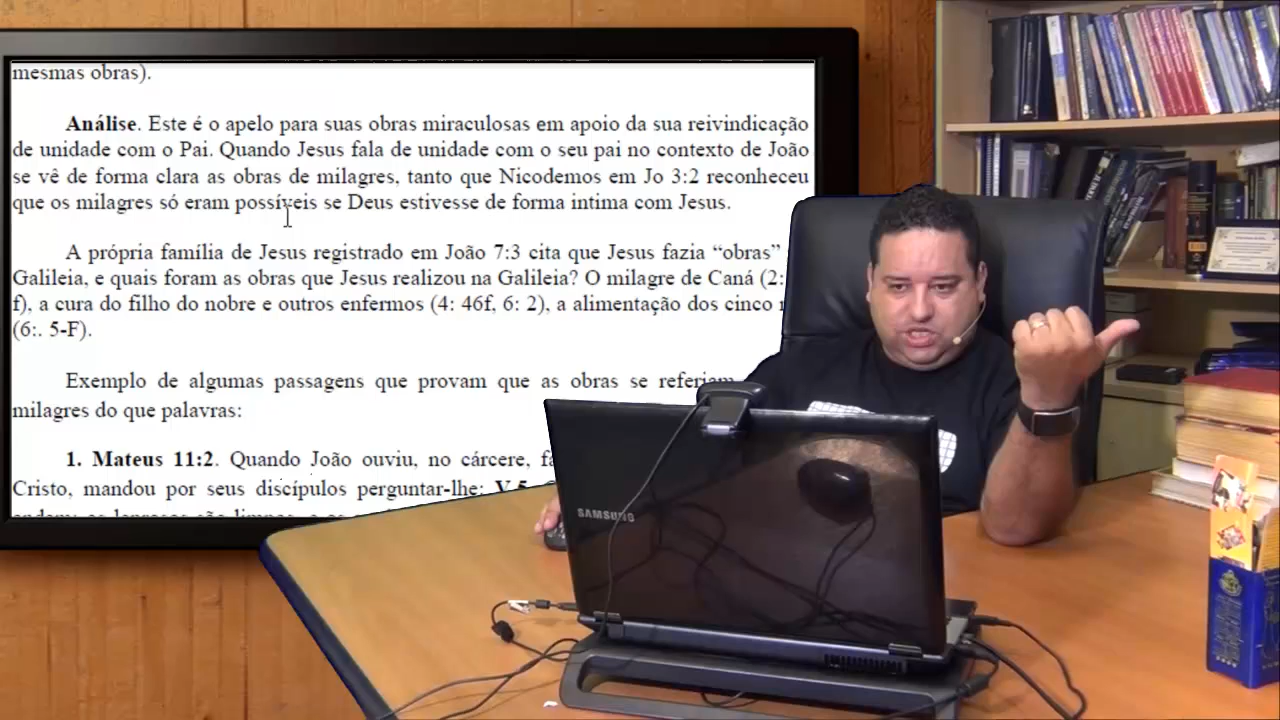 mesmas obras).
Análise. Este é o apelo para suas obras miraculosas em apoio da sua reivindicação
de unidade com o Pai. Quando Jesus fala de unidade com o seu pai no contexto de João
se vê de forma clara as obras de milagres, tanto que Nicodemos em Jo 3:2 reconheceu
que os milagres só eram possíveis se Deus estivesse de forma intima com Jesus.
A própria família de Jesus registrado em João 7:3 cita que Jesus fazia “obras”
Galileia, e quais foram as obras que Jesus realizou na Galileia? O milagre de Caná (2:
f), a cura do filho do nobre e outros enfermos (4: 46f, 6: 2), a alimentação dos cinco
(6:. 5-F).
Exemplo de algumas passagens que provam que as obras se referiam
milagres do que palavras:
1. Mateus 11:2. Quando João ouviu, no cárcere,
Cristo, mandou por seus discípulos perguntar-lhe: V.5.
SAMSUNG